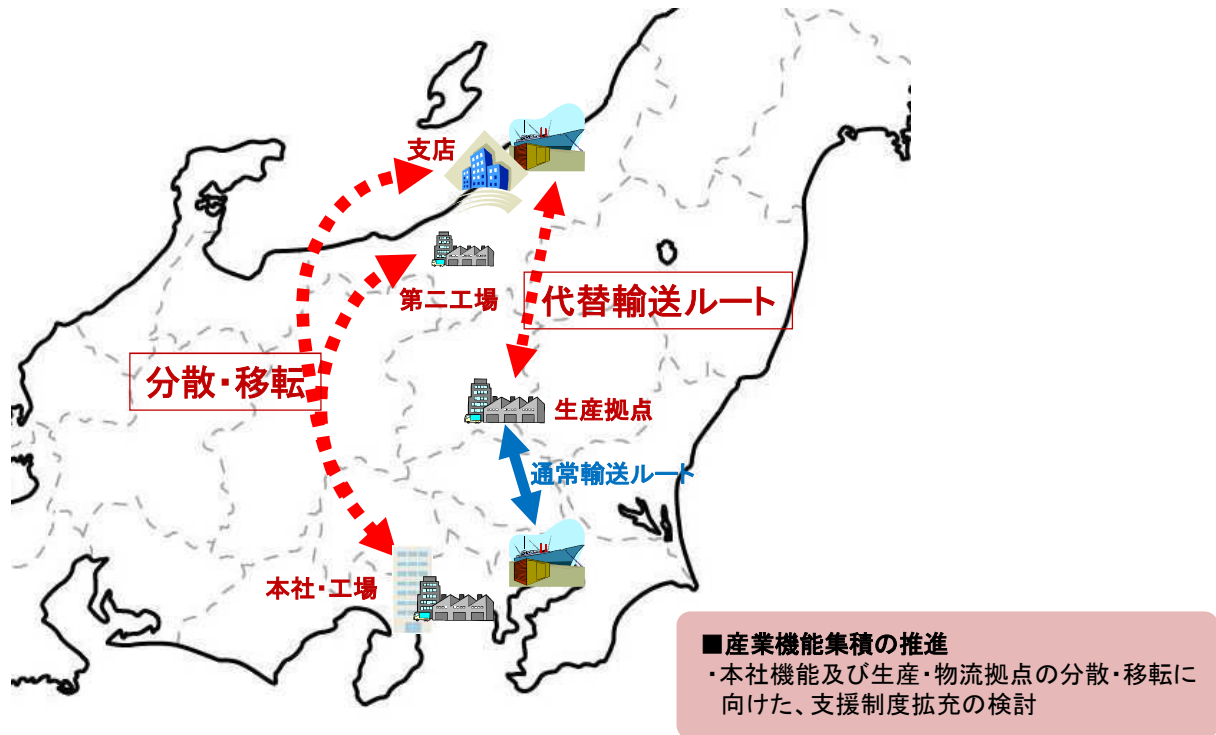 支店
第二工場
代替輸送ルート
分散・移転
生産拠点
通常輸送ルート
本社・工場
■産業機能集積の推進
・本社機能及び生産・物流拠点の分散・移転に
向けた、支援制度拡充の検討